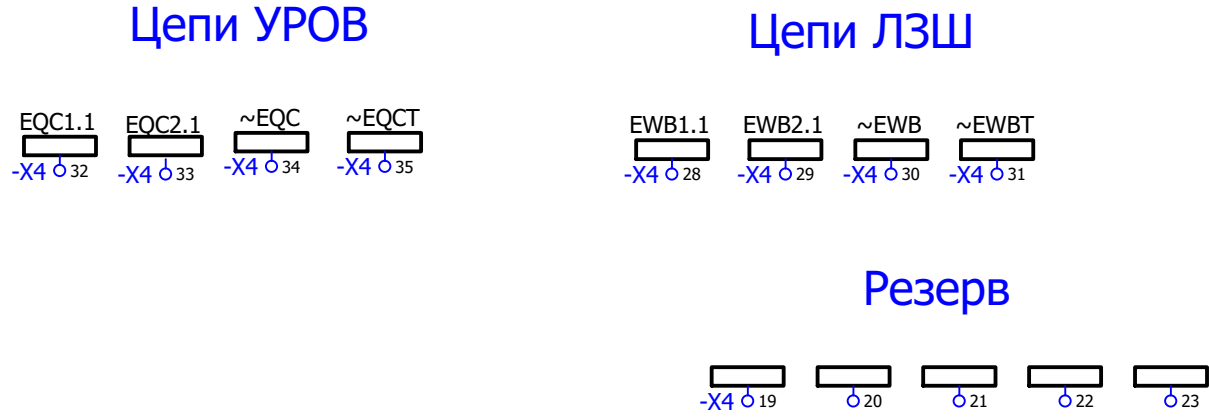 Цепи УРОВ
Цепи ЛЗШ
EQC1.1 EQC2.1 ~EQC ~EQCT
-X4 32 -X4 33 -X4 34 -X4 35
EWB1.1 EWB2.1 ~EWB ~EWBT
-X4 28 -X4 29 -X4 30 -X4 31
Резерв
-X4 19 20 21 22 23